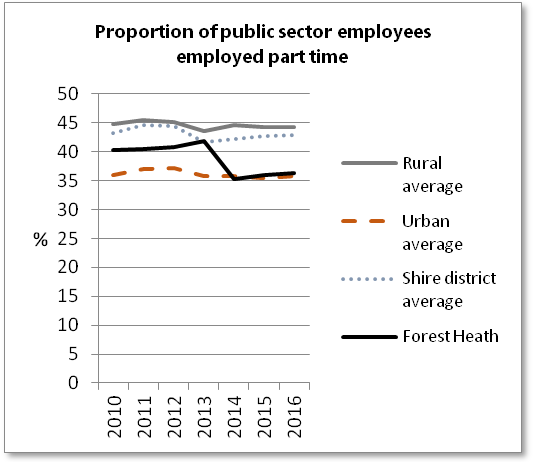 Proportion of public sector employees
employed part time
50
45
40
35
30
25
20
15
10
5
0
%
2010
2011
2012
2013
2014
2015
2016
Rural
average
Urban
average
Shire district
average
Forest Heath